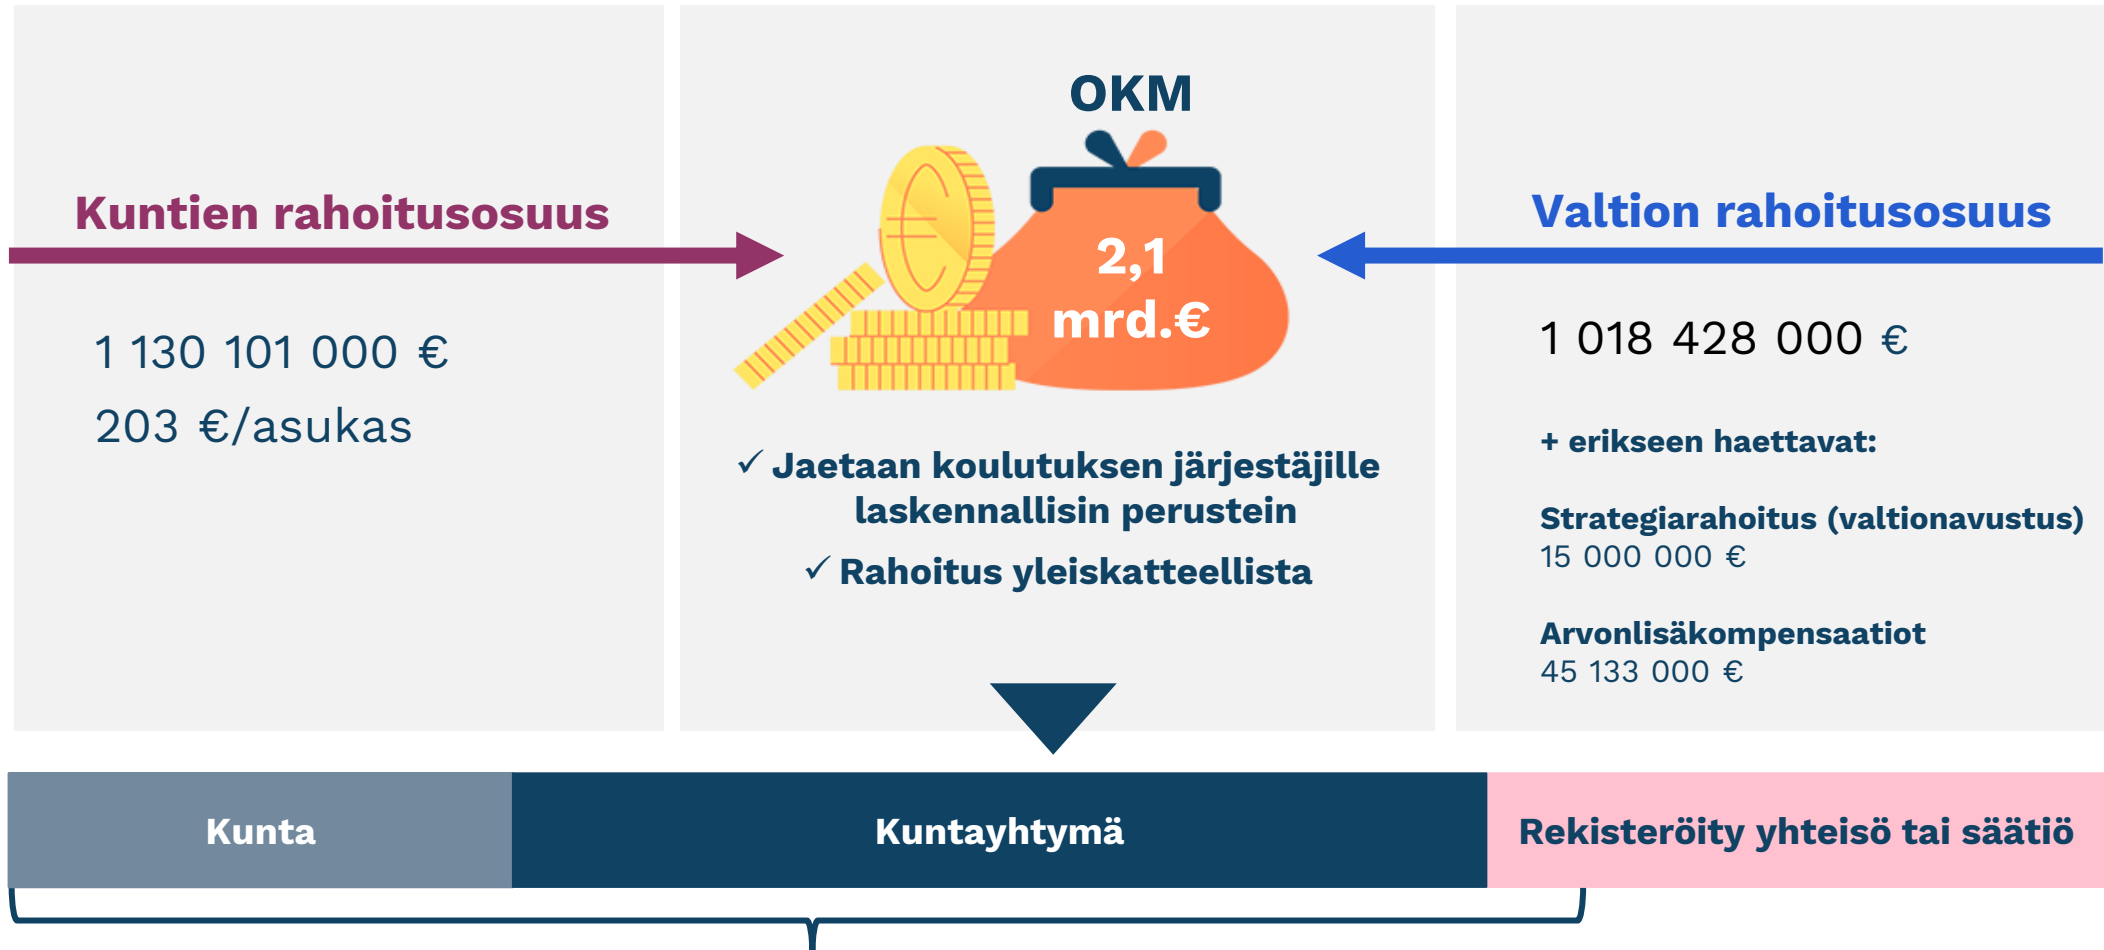 Kuntien rahoitusosuus
1 130 101 000 €
203 €/asukas
OKM
2,1
mrd.€
✓ Jaetaan koulutuksen järjestäjille
laskennallisin perustein
✓ Rahoitus yleiskatteellista
Valtion rahoitusosuus
1 018 428 000 €
+ erikseen haettavat:
Strategiarahoitus (valtionavustus)
15 000 000 €
Arvonlisäkompensaatiot
45 133 000 €
Kunta
Kuntayhtymä
Rekisteröity yhteisö tai säätiö